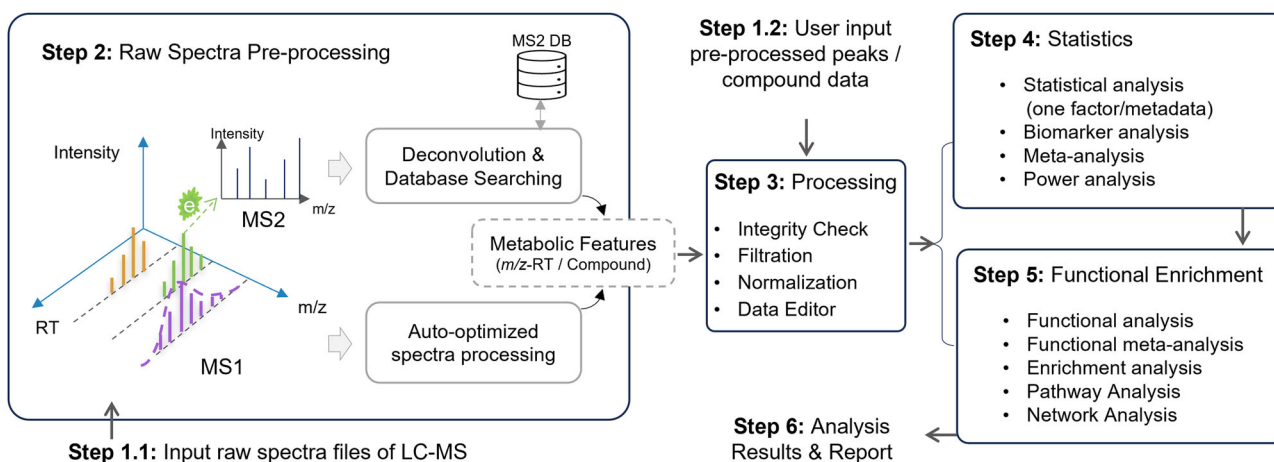 Step 2: Raw Spectra Pre-processing
MS2 DB
Intensity
Intensity
e
MS2
m/z
RT
m/z
MS1
Deconvolution &
Database Searching
Metabolic Features
(m/z-RT / Compound)
Auto-optimized
spectra processing
Step 1.1: Input raw spectra files of LC-MS
Step 1.2: User input
pre-processed peaks /
compound data
Step 3: Processing
• Integrity Check
• Filtration
• Normalization
• Data Editor
Step 4: Statistics
• Statistical analysis
(one factor/metadata)
• Biomarker analysis
• Meta-analysis
• Power analysis
Step 5: Functional Enrichment
• Functional analysis
• Functional meta-analysis
• Enrichment analysis
• Pathway Analysis
• Network Analysis
Step 6: Analysis
Results & Report